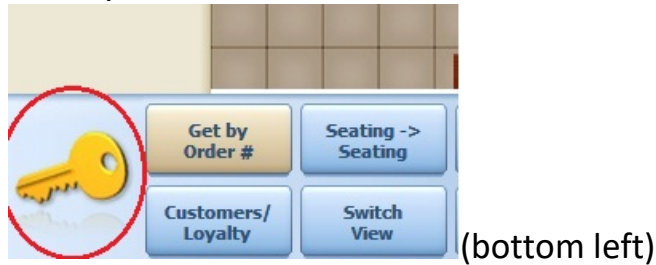 Get by
Order #
Seating ->
Seating
Customers/
Loyalty
Switch
View
(bottom left)